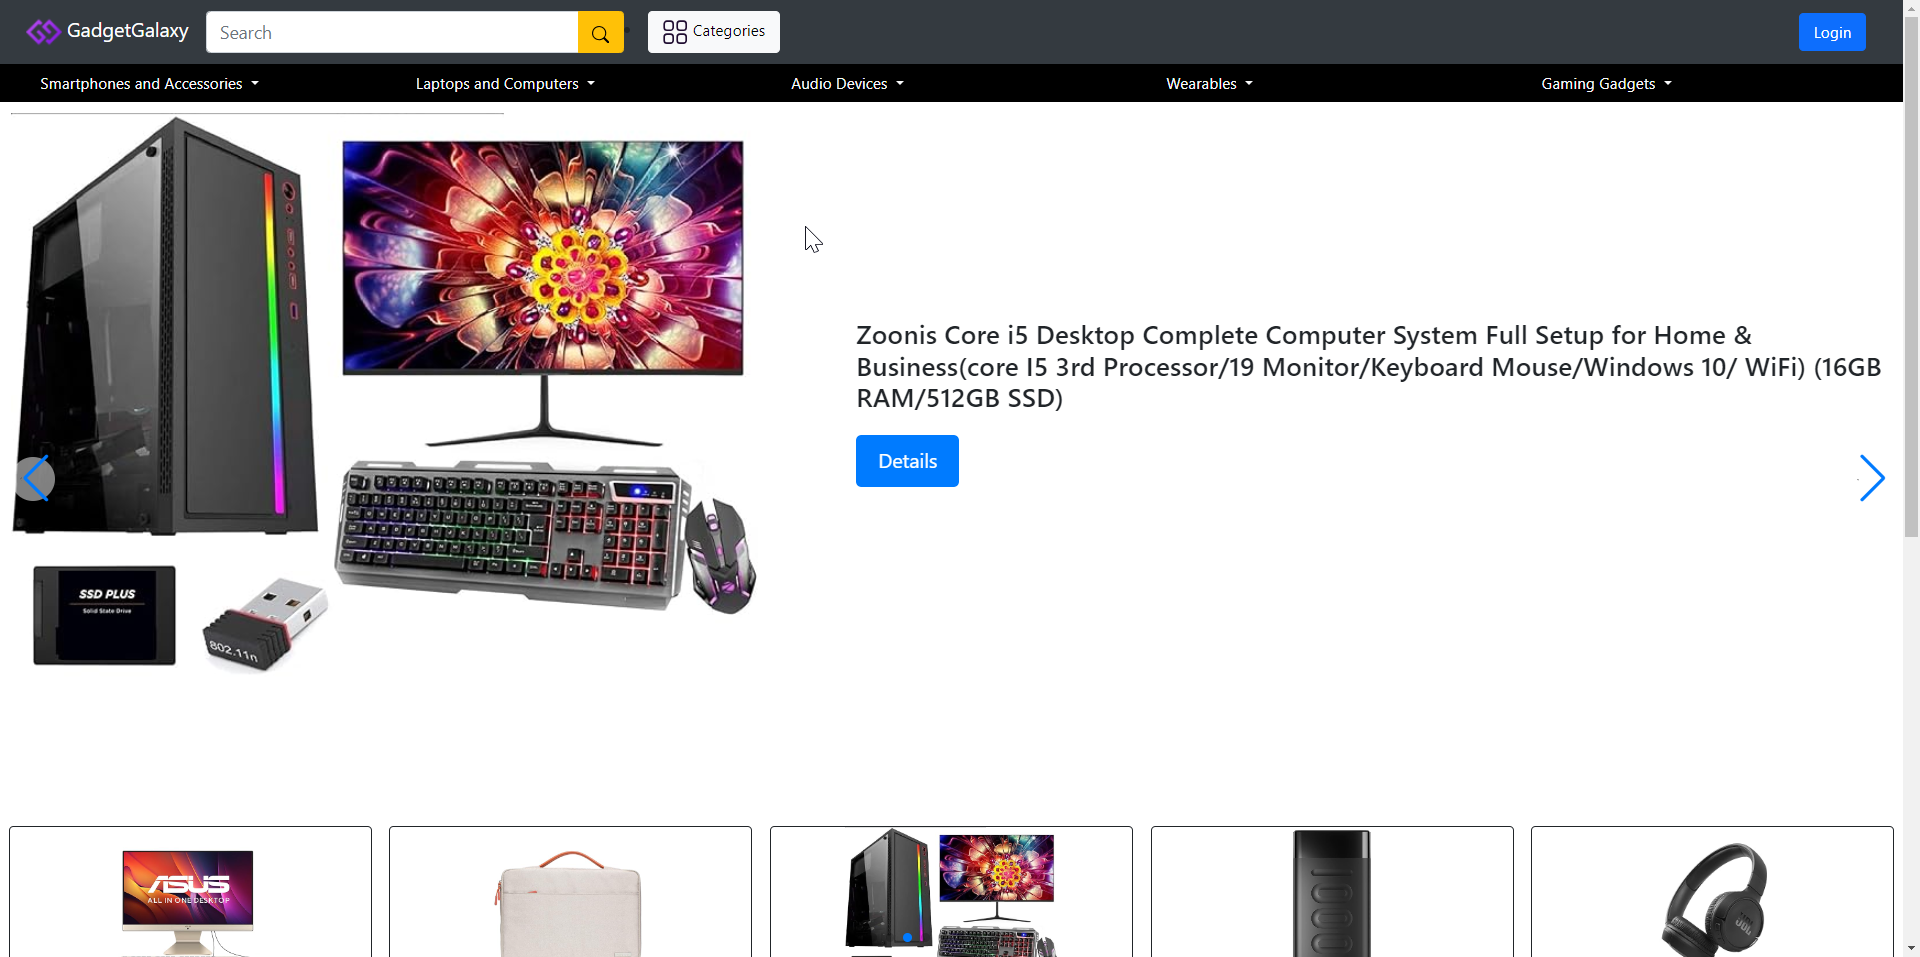 GadgetGalaxy
Search
Categories
Login
Smartphones and Accessories
Laptops and Computers
Audio Devices
Wearables
Gaming Gadgets
Zoonis Core i5 Desktop Complete Computer System Full Setup for Home &
Business(core I5 3rd Processor/19 Monitor/Keyboard Mouse/Windows 10/ WiFi) (16GB
RAM/512GB SSD)
Details
SSD PLUS
Solid State Drive
802.11n
ASUS
ALL IN ONE DESKTOP
JBL